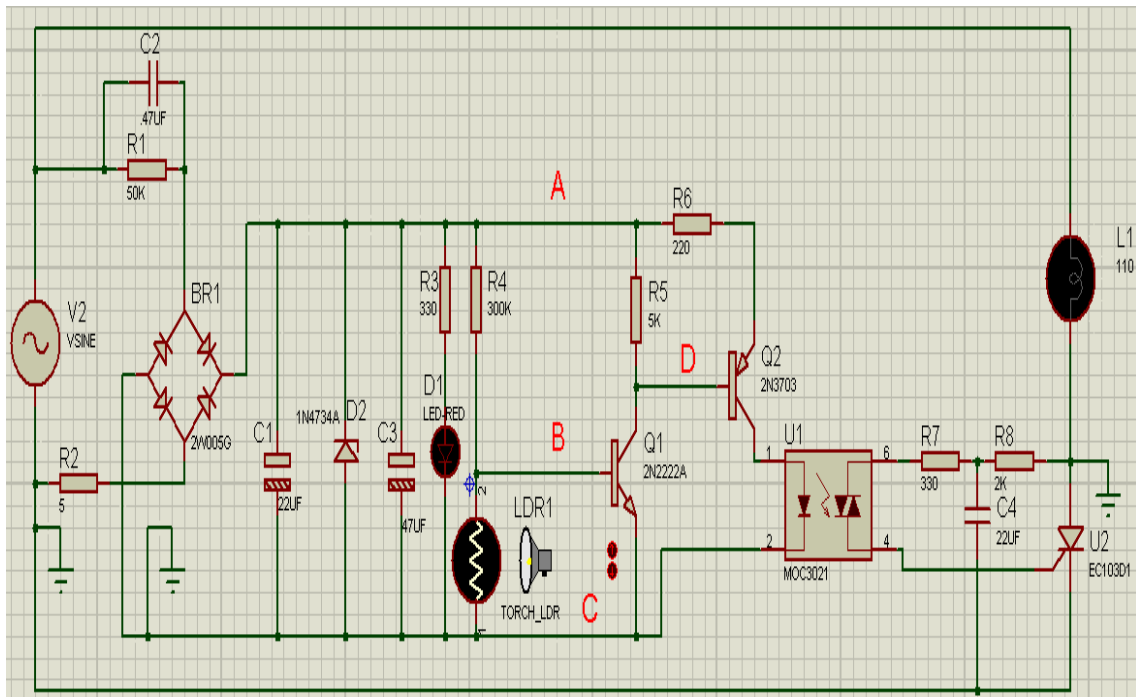 C2
.47UF
R1
50K
A
R6
220
L1
110
BR1
V2
VSINE
R3
330
R4
300K
R5
5K
D
Q2
2N3703
2W005G
D1
LED-RED
1N4734A
D2
C1
22UF
C3
47UF
B
Q1
2N2222A
U1
R7
330
R8
2K
R2
5
2
LDR1
TORCH_LDR
C
1
1
2
6
4
MOC3021
C4
22UF
U2
EC103D1